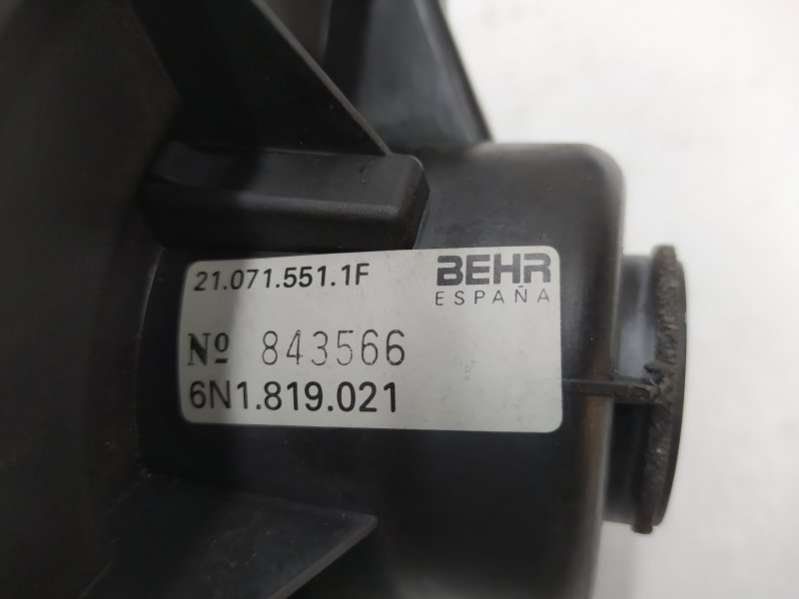 21.071.551.1F
BEHR
ESPAÑA
Nº 843566
6N1.819.021